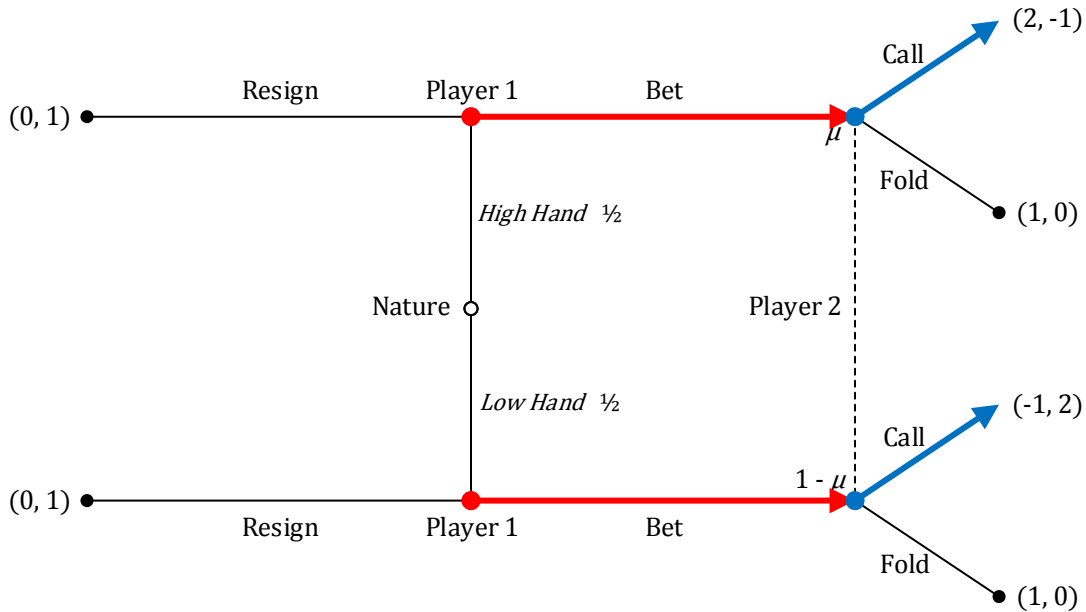 (2, -1)
Call
Resign Player 1 Bet
(0, 1)
μ
Fold
High Hand ½
(1, 0)
Nature Player 2
Low Hand ½
(-1, 2)
Call
1 - μ
(0, 1)
Resign Player 1 Bet
Fold
(1, 0)